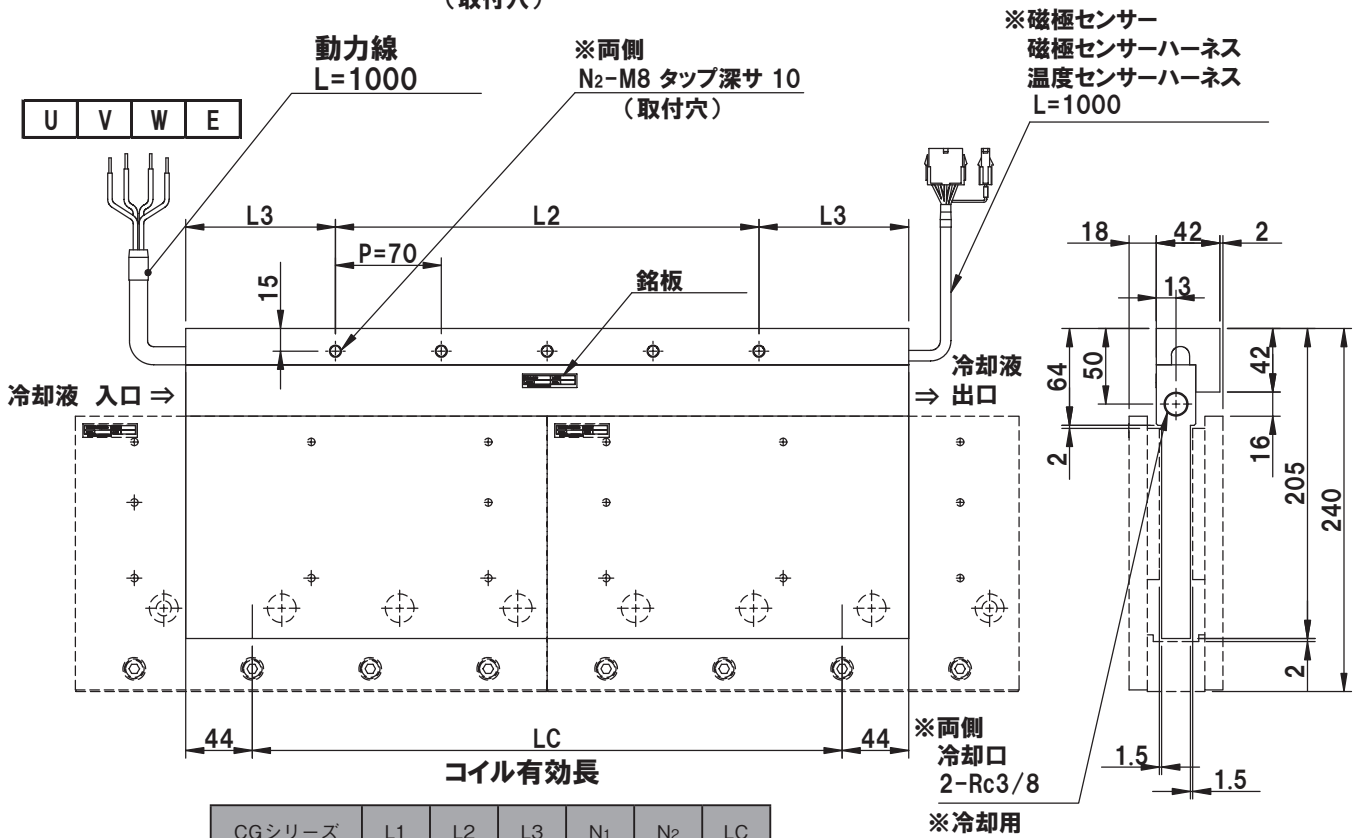 （取付穴）
動力線
L=1000
※両側
N2-M8 タップ深サ 10
（取付穴）
※磁極センサー
磁極センサーハーネス
温度センサーハーネス
L=1000
U V W E
L3 L2 L3
P=70
15
銘板
18 42 2
13
64 50 42
2 16 205 240
冷却液 入口 ⇒
冷却液
⇒ 出口
44 LC 44
コイル有効長
2
1.5 1.5
※両側
冷却口
2-Rc3/8
※冷却用
CGシリーズ L1 L2 L3 N1 N2 LC